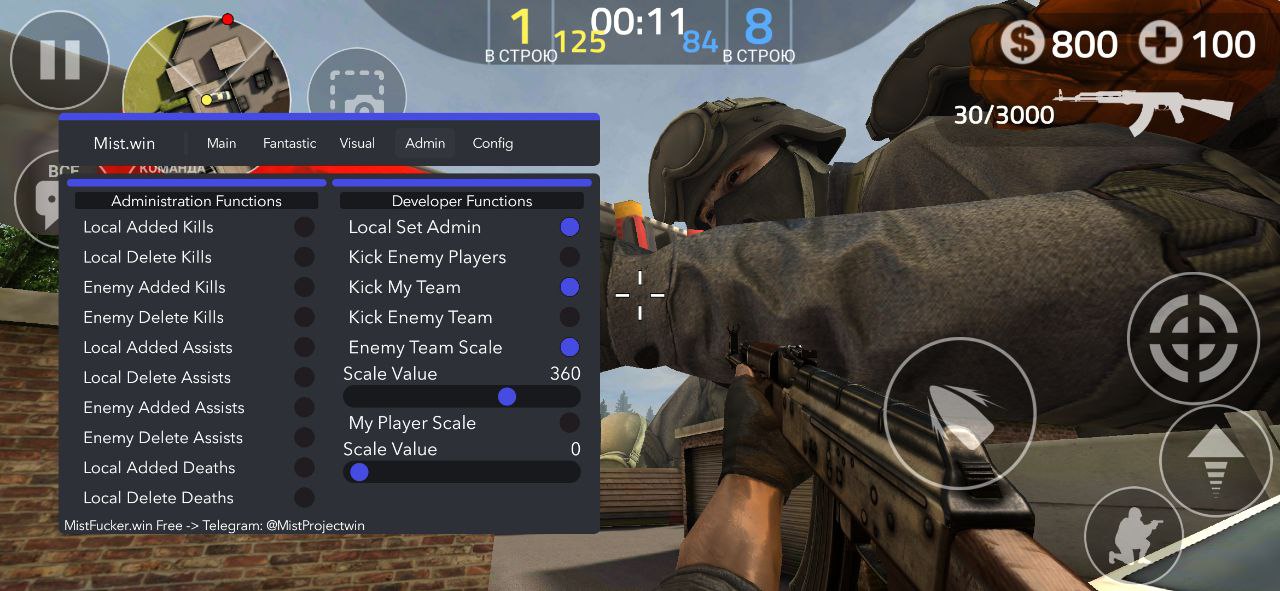 1 00:11 8
125 84
В СТРОЮ В СТРОЮ
800 100
30/3000
ВСЕ КОМАНДА
Mist.win Main Fantastic Visual Admin Config
Administration Functions
Local Added Kills
Local Delete Kills
Enemy Added Kills
Enemy Delete Kills
Local Added Assists
Local Delete Assists
Enemy Added Assists
Enemy Delete Assists
Local Added Deaths
Local Delete Deaths
Developer Functions
Local Set Admin
Kick Enemy Players
Kick My Team
Kick Enemy Team
Enemy Team Scale
Scale Value 360
My Player Scale
Scale Value 0
MistFucker.win Free -> Telegram: @MistProjectwin